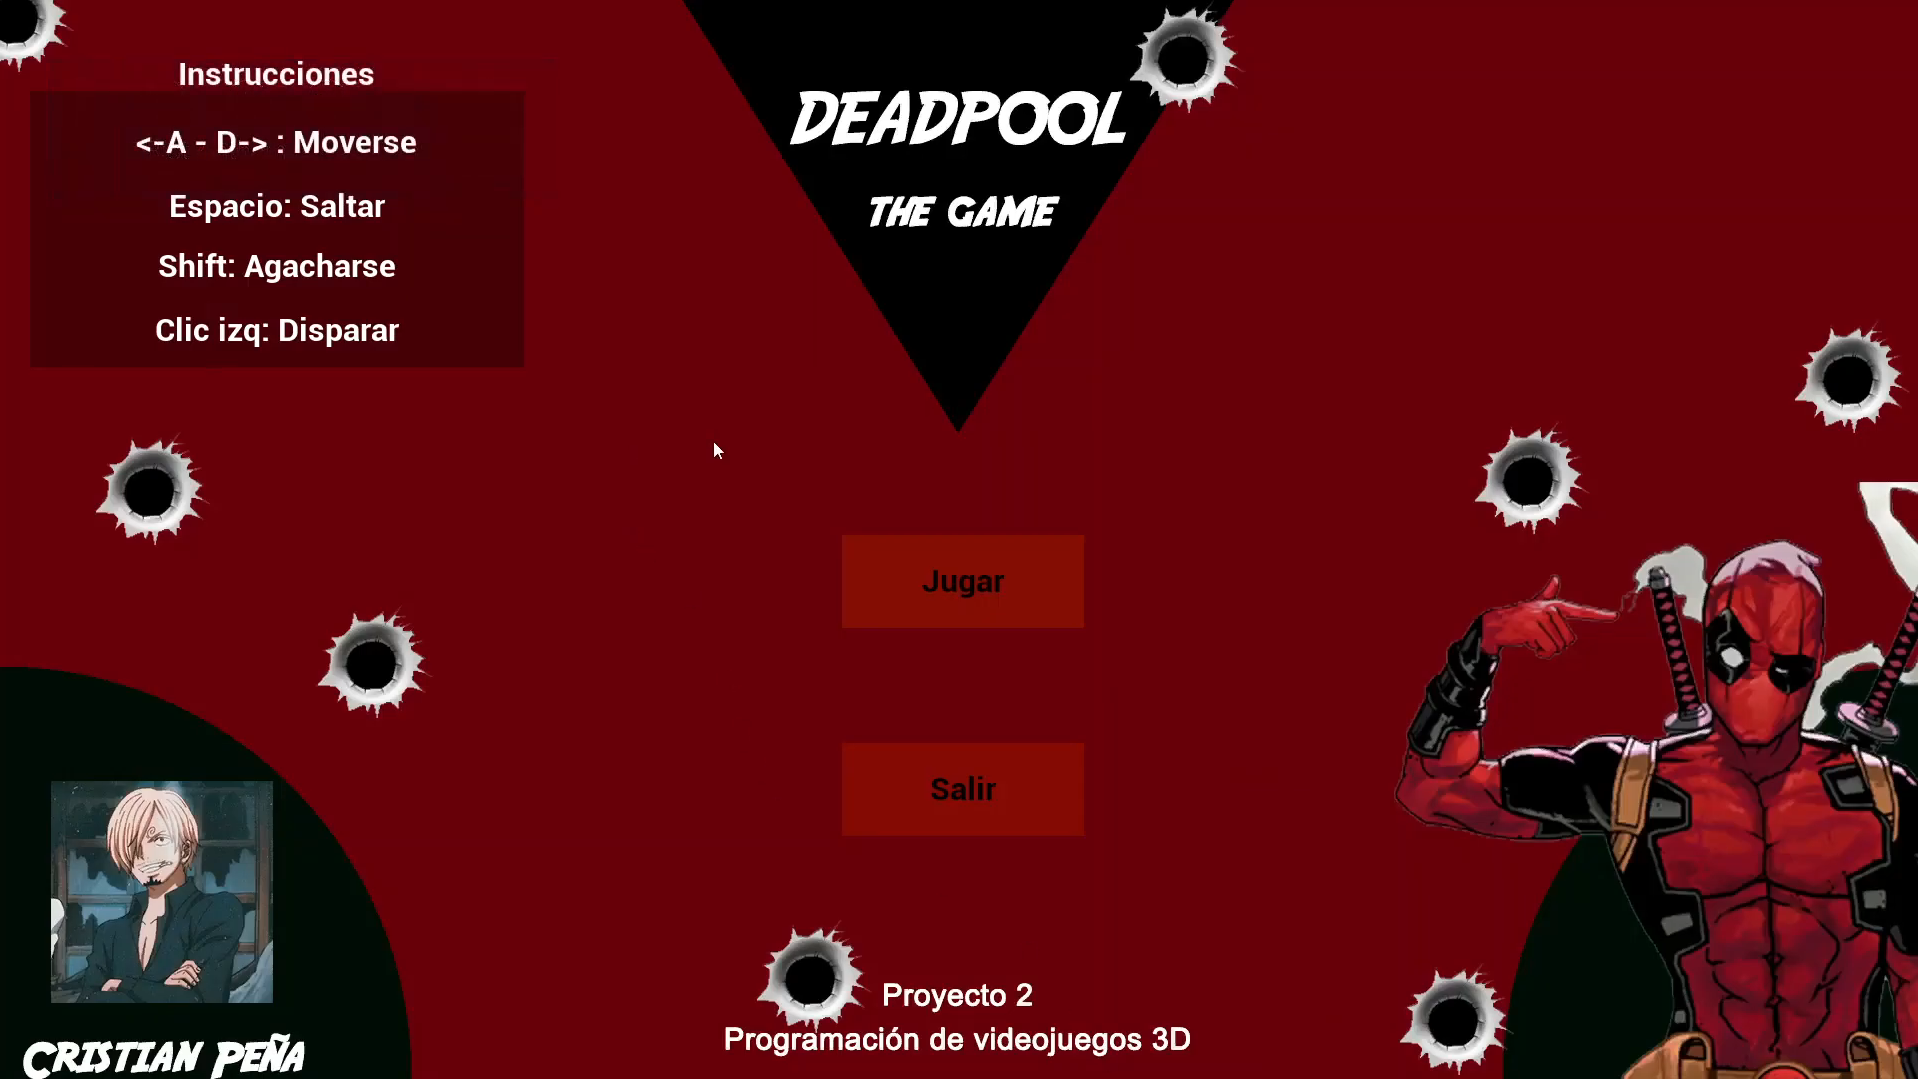 Instrucciones
<-A - D-> : Moverse
Espacio: Saltar
Shift: Agacharse
Clic izq: Disparar
DEADPOOL
THE GAME
Jugar
Salir
Proyecto 2
Programación de videojuegos 3D
CRISTIAN PEÑA